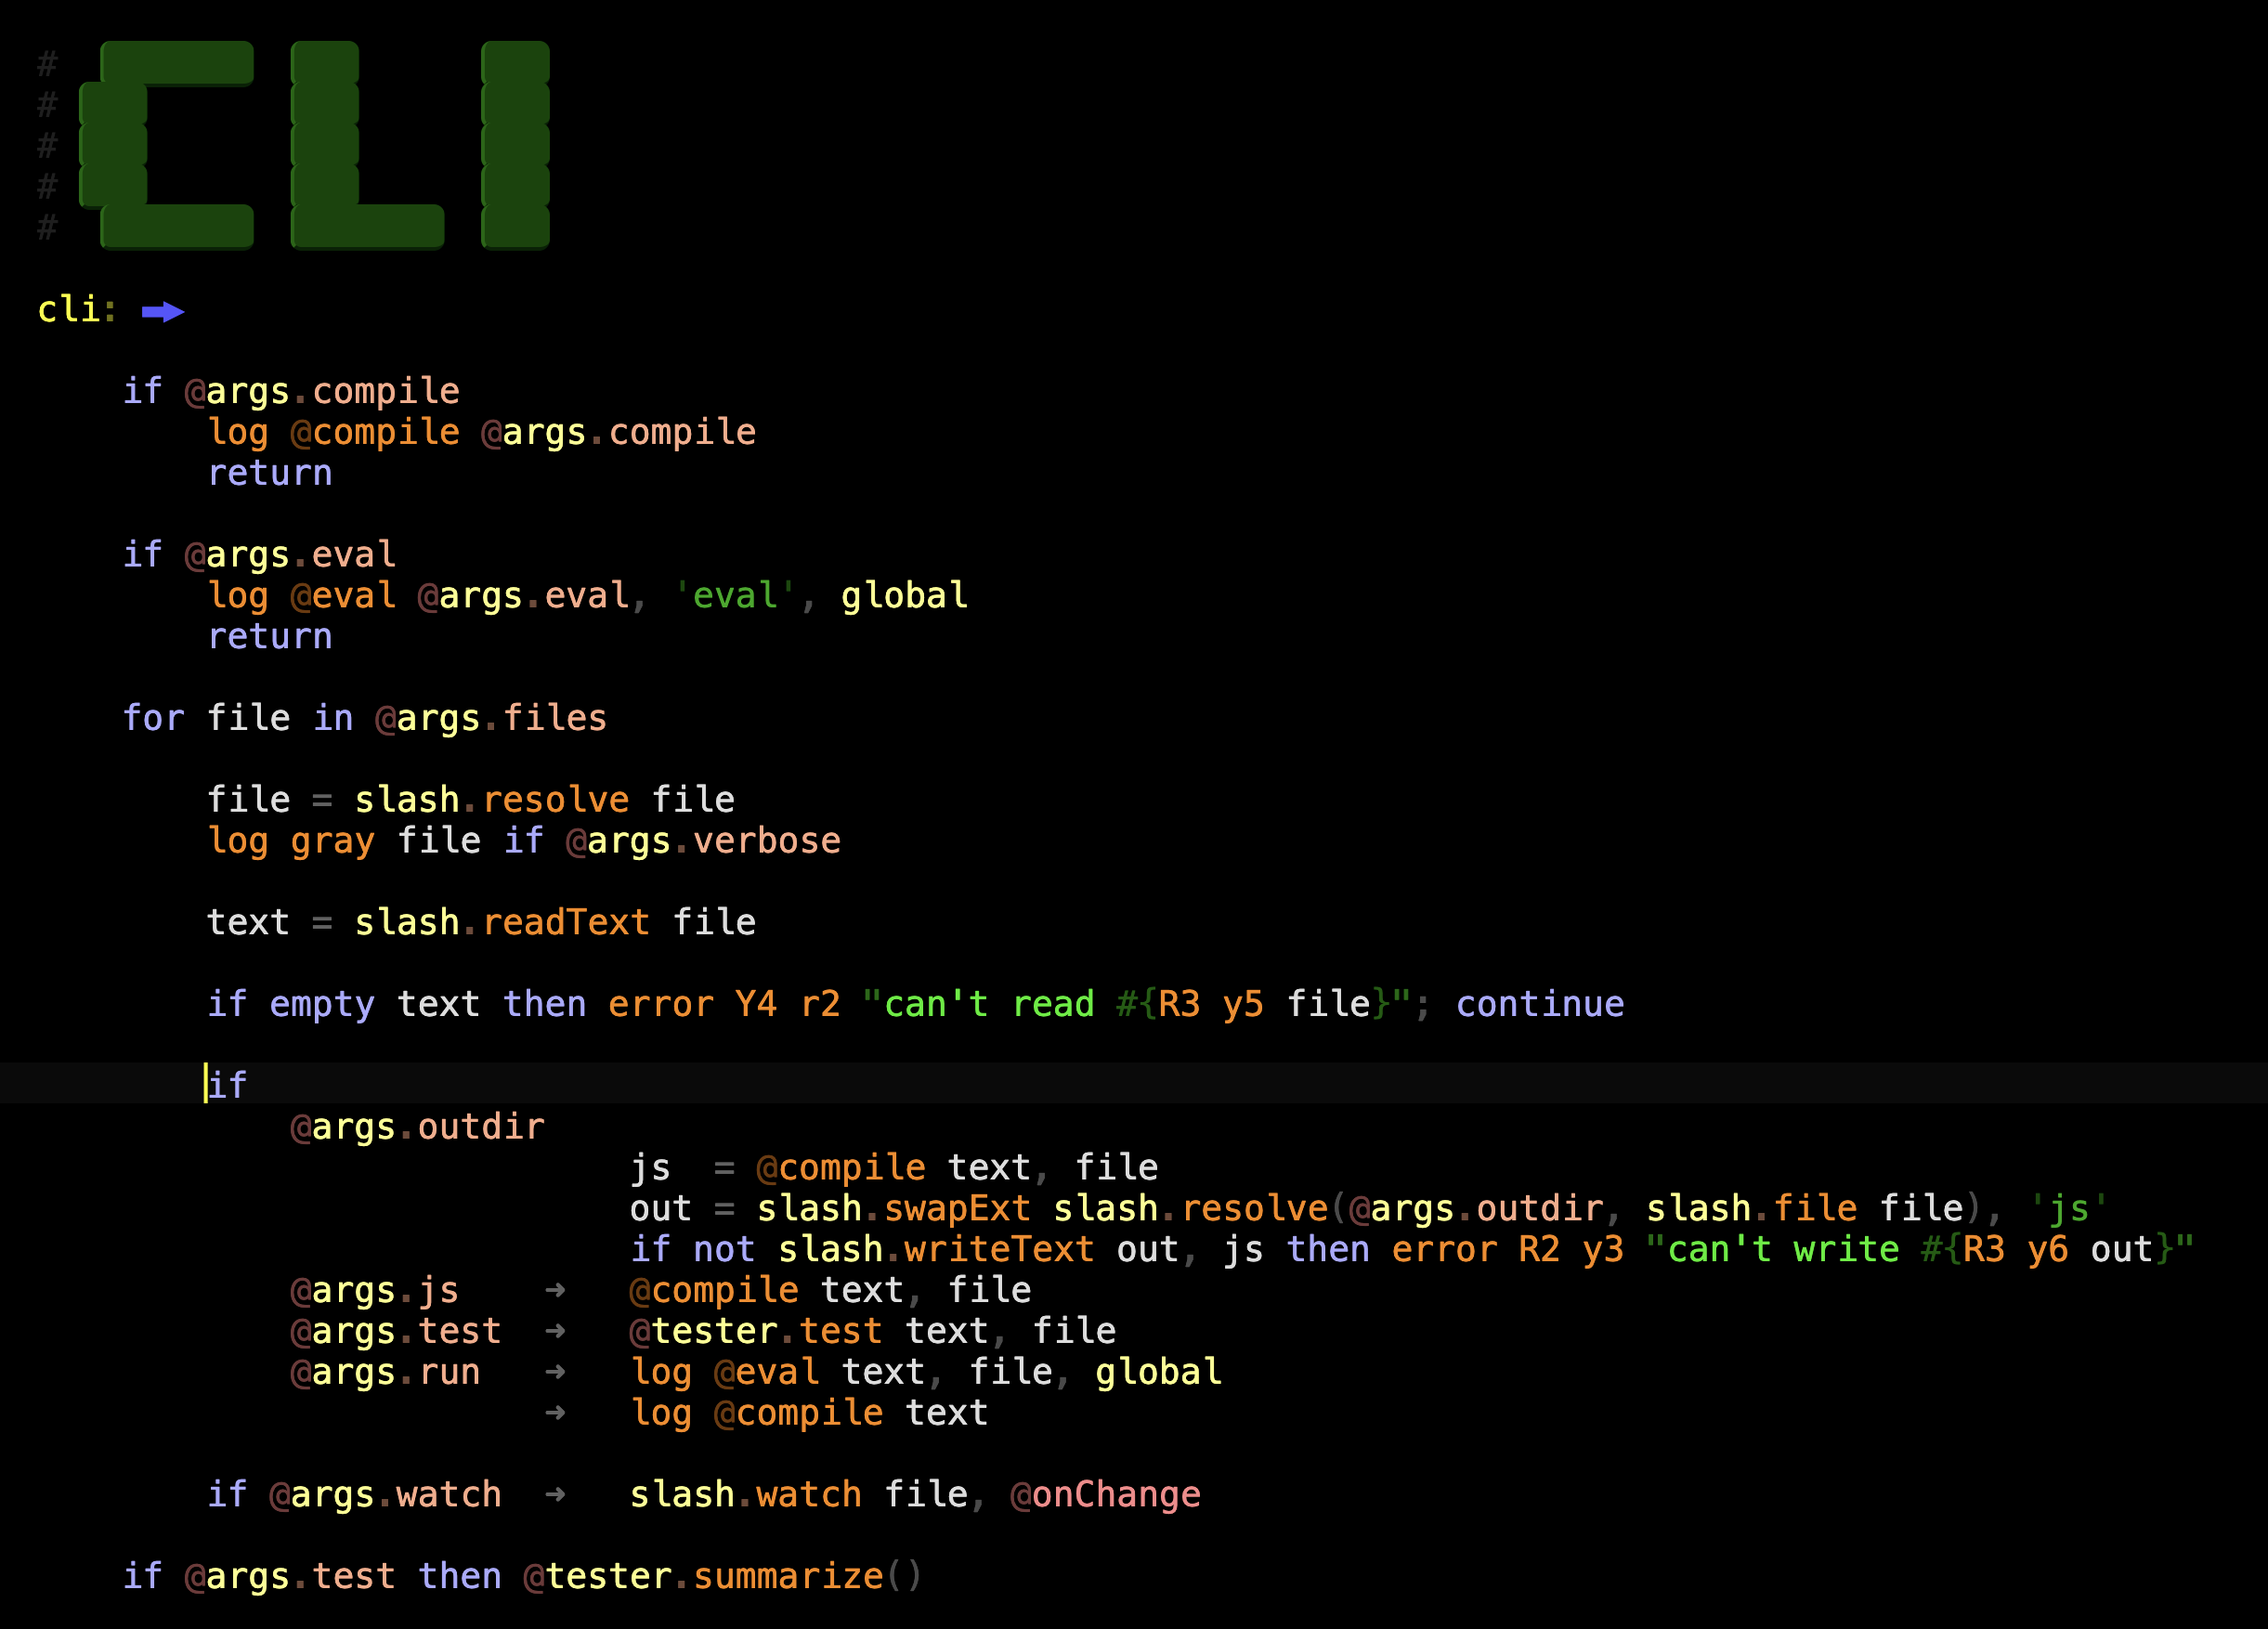 #
#
#
#
#
CLI
cli: ➡
if @args.compile
log @compile @args.compile
return
if @args.eval
log @eval @args.eval, 'eval', global
return
for file in @args.files
file = slash.resolve file
log gray file if @args.verbose
text = slash.readText file
if empty text then error Y4 r2 "can't read #{R3 y5 file}"; continue
if
@args.outdir
js  = @compile text, file
out = slash.swapExt slash.resolve(@args.outdir, slash.file file), 'js'
if not slash.writeText out, js then error R2 y3 "can't write #{R3 y6 out}"
@args.js    ➜   @compile text, file
@args.test  ➜   @tester.test text, file
@args.run   ➜   log @eval text, file, global
➜   log @compile text
if @args.watch  ➜   slash.watch file, @onChange
if @args.test then @tester.summarize()